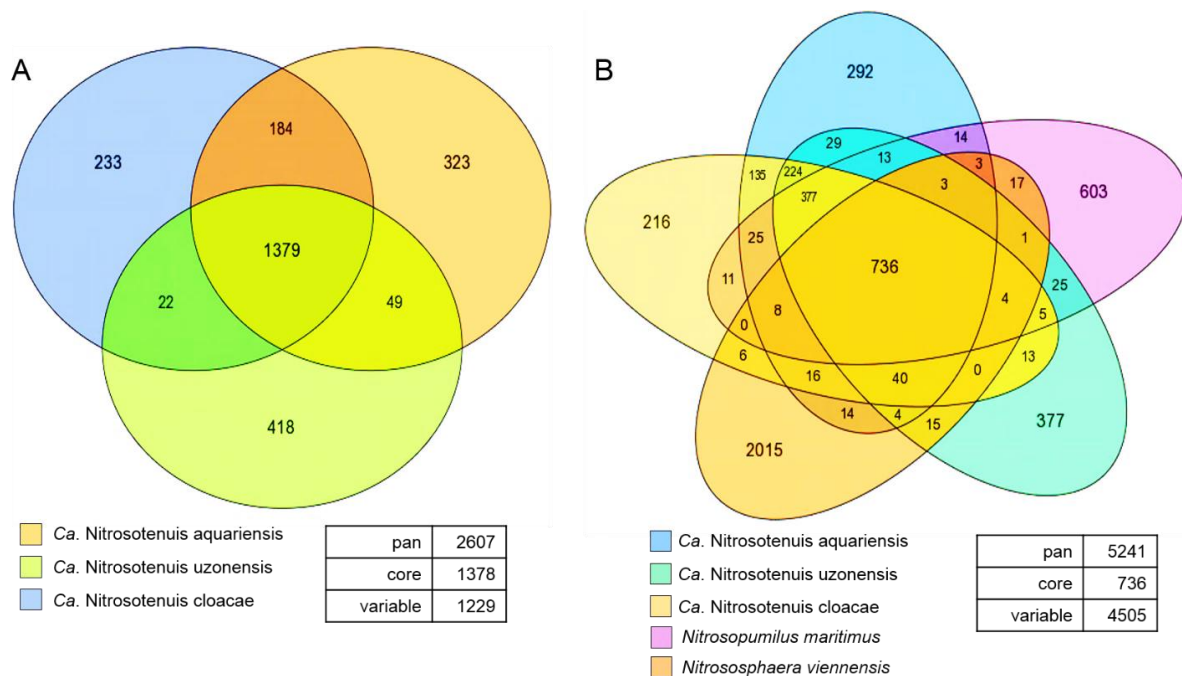 A
184
233
323
1379
22
49
418
Ca. Nitrosotenuis aquariensis
Ca. Nitrosotenuis uzonensis
Ca. Nitrosotenuis cloacae
pan 2607
core 1378
variable 1229
B
292
14
29
13
3
135
224
3
17
603
377
216
25
1
736
11
25
8
4
5
0
6
16
40
0
13
14
4
15
377
2015
Ca. Nitrosotenuis aquariensis
Ca. Nitrosotenuis uzonensis
Ca. Nitrosotenuis cloacae
Nitrosopumilus maritimus
Nitrososphaera viennensis
pan 5241
core 736
variable 4505